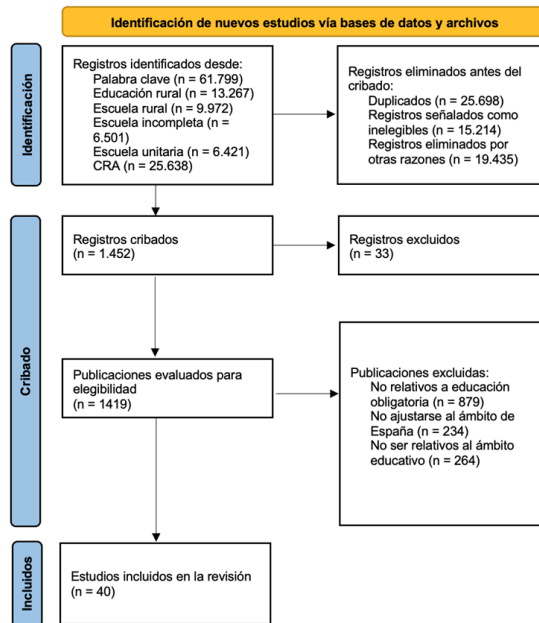 Identificación de nuevos estudios vía bases de datos y archivos
Identificación
Registros identificados desde:
Palabra clave (n = 61.799)
Educación rural (n = 13.267)
Escuela rural (n = 9.972)
Escuela incompleta (n =
6.501)
Escuela unitaria (n = 6.421)
CRA (n = 25.638)
Registros eliminados antes del
cribado:
Duplicados (n = 25.698)
Registros señalados como
inelegibles (n = 15.214)
Registros eliminados por
otras razones (n = 19.435)
Cribado
Registros cribados
(n = 1.452)
Registros excluidos
(n = 33)
Publicaciones evaluados para
elegibilidad
(n = 1419)
Publicaciones excluidas:
No relativos a educación
obligatoria (n = 879)
No ajustarse al ámbito de
España (n = 234)
No ser relativos al ámbito
educativo (n = 264)
Incluidos
Estudios incluidos en la revisión
(n = 40)